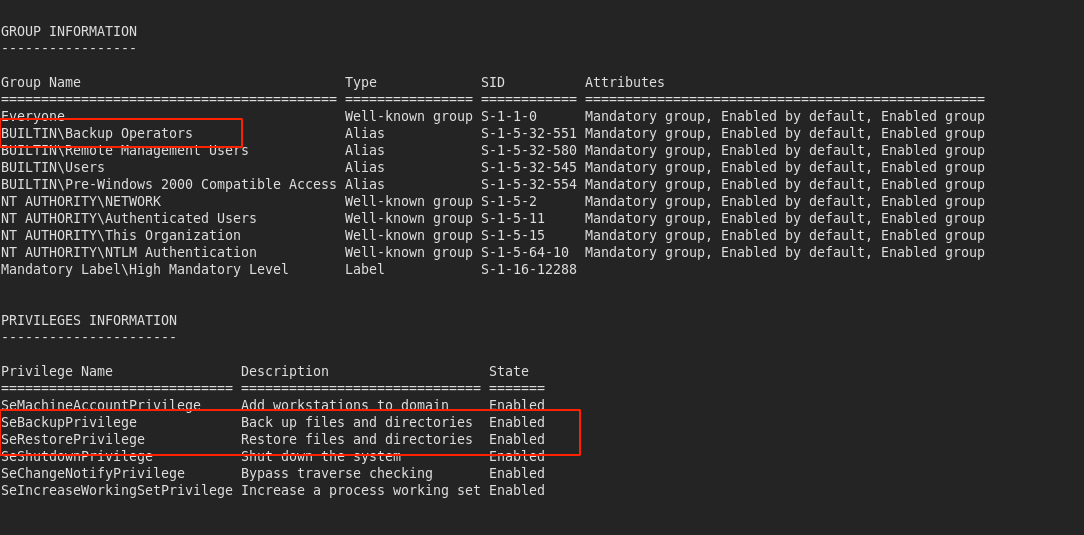 GROUP INFORMATION
-----------------
Group Name Type SID Attributes
========================================= ================ ============ ==================================================
Everyone Well-known group S-1-1-0 Mandatory group, Enabled by default, Enabled group
BUILTIN\Backup Operators Alias S-1-5-32-551 Mandatory group, Enabled by default, Enabled group
BUILTIN\Remote Management Users Alias S-1-5-32-580 Mandatory group, Enabled by default, Enabled group
BUILTIN\Users Alias S-1-5-32-545 Mandatory group, Enabled by default, Enabled group
BUILTIN\Pre-Windows 2000 Compatible Access Alias S-1-5-32-554 Mandatory group, Enabled by default, Enabled group
NT AUTHORITY\NETWORK Well-known group S-1-5-2 Mandatory group, Enabled by default, Enabled group
NT AUTHORITY\Authenticated Users Well-known group S-1-5-11 Mandatory group, Enabled by default, Enabled group
NT AUTHORITY\This Organization Well-known group S-1-5-15 Mandatory group, Enabled by default, Enabled group
NT AUTHORITY\NTLM Authentication Well-known group S-1-5-64-10 Mandatory group, Enabled by default, Enabled group
Mandatory Label\High Mandatory Level Label S-1-16-12288
PRIVILEGES INFORMATION
----------------------
Privilege Name Description State
============================= ============================== =======
SeMachineAccountPrivilege Add workstations to domain Enabled
SeBackupPrivilege Back up files and directories Enabled
SeRestorePrivilege Restore files and directories Enabled
SeShutdownPrivilege Shut down the system Enabled
SeChangeNotifyPrivilege Bypass traverse checking Enabled
SeIncreaseWorkingSetPrivilege Increase a process working set Enabled